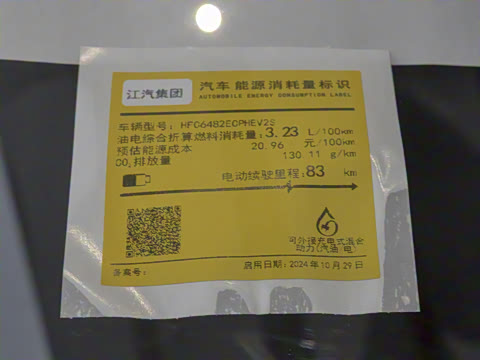 江汽集团
汽车能源消耗量标识
AUTOMOBILE ENERGY CONSUMPTION LABEL
车辆型号: HFC6482ECPHEV2S
油电综合折算燃料消耗量: 3.23 L/100km
预估能源成本 20.96 元/100km
CO₂排放量 130.11 g/km
电动续驶里程: 83 km
可外接充电式混合
动力(汽油/电)
备案号:
启用日期: 2024年10月29日